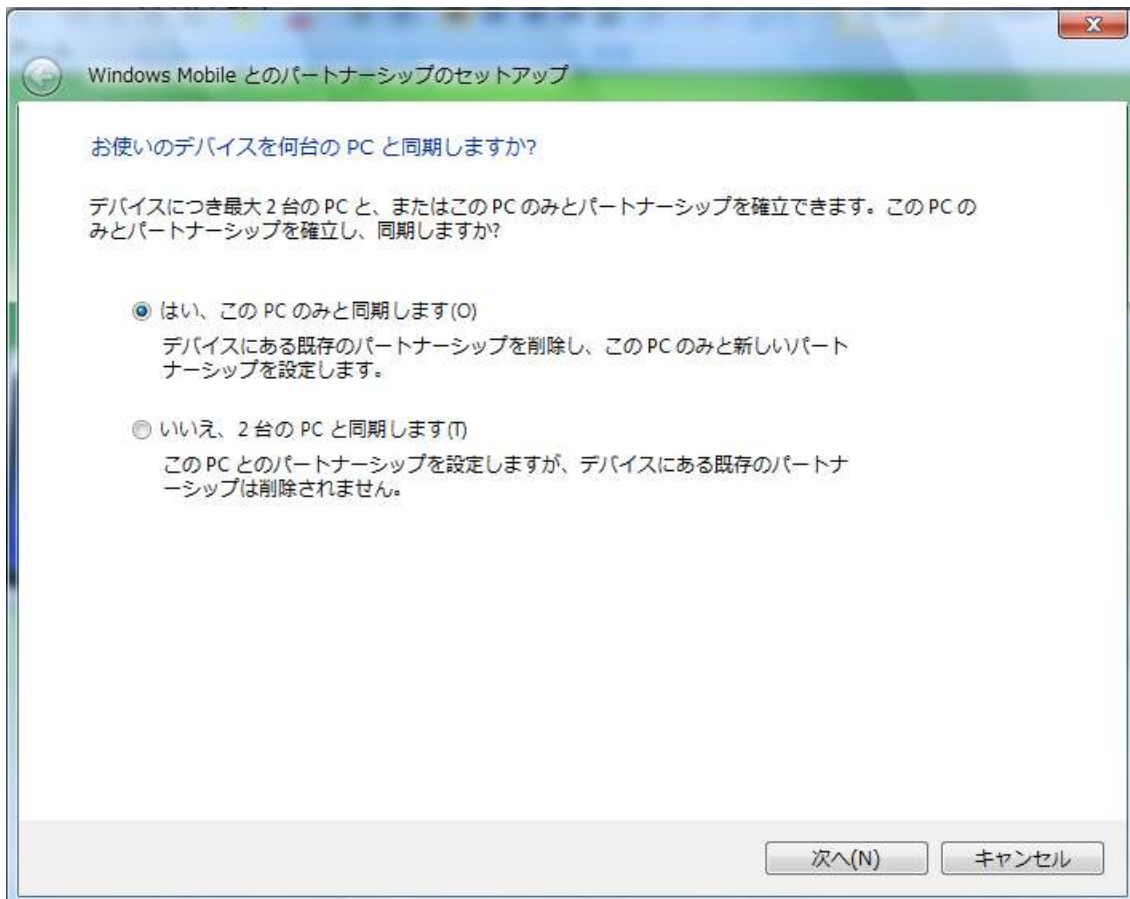 Windows Mobile とのパートナーシップのセットアップ
お使いのデバイスを何台の PC と同期しますか?
デバイスにつき最大 2 台の PC と、またはこの PC のみとパートナーシップを確立できます。この PC の
みとパートナーシップを確立し、同期しますか?
はい、この PC のみと同期します(O)
デバイスにある既存のパートナーシップを削除し、この PC のみと新しいパート
ナーシップを設定します。
いいえ、2 台の PC と同期します(T)
この PC とのパートナーシップを設定しますが、デバイスにある既存のパートナ
ーシップは削除されません。
次へ(N) キャンセル